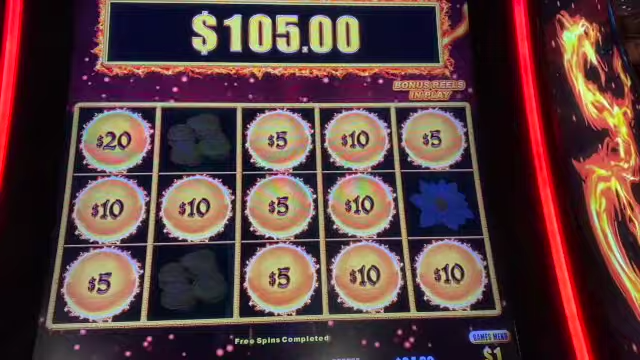 $105.00
BONUS REELS
IN PLAY
$20 $5 $10 $5
$10 $10 $5 $10
$5 $5 $10 $10
Free Spins Completed
GAMES MENU
$1